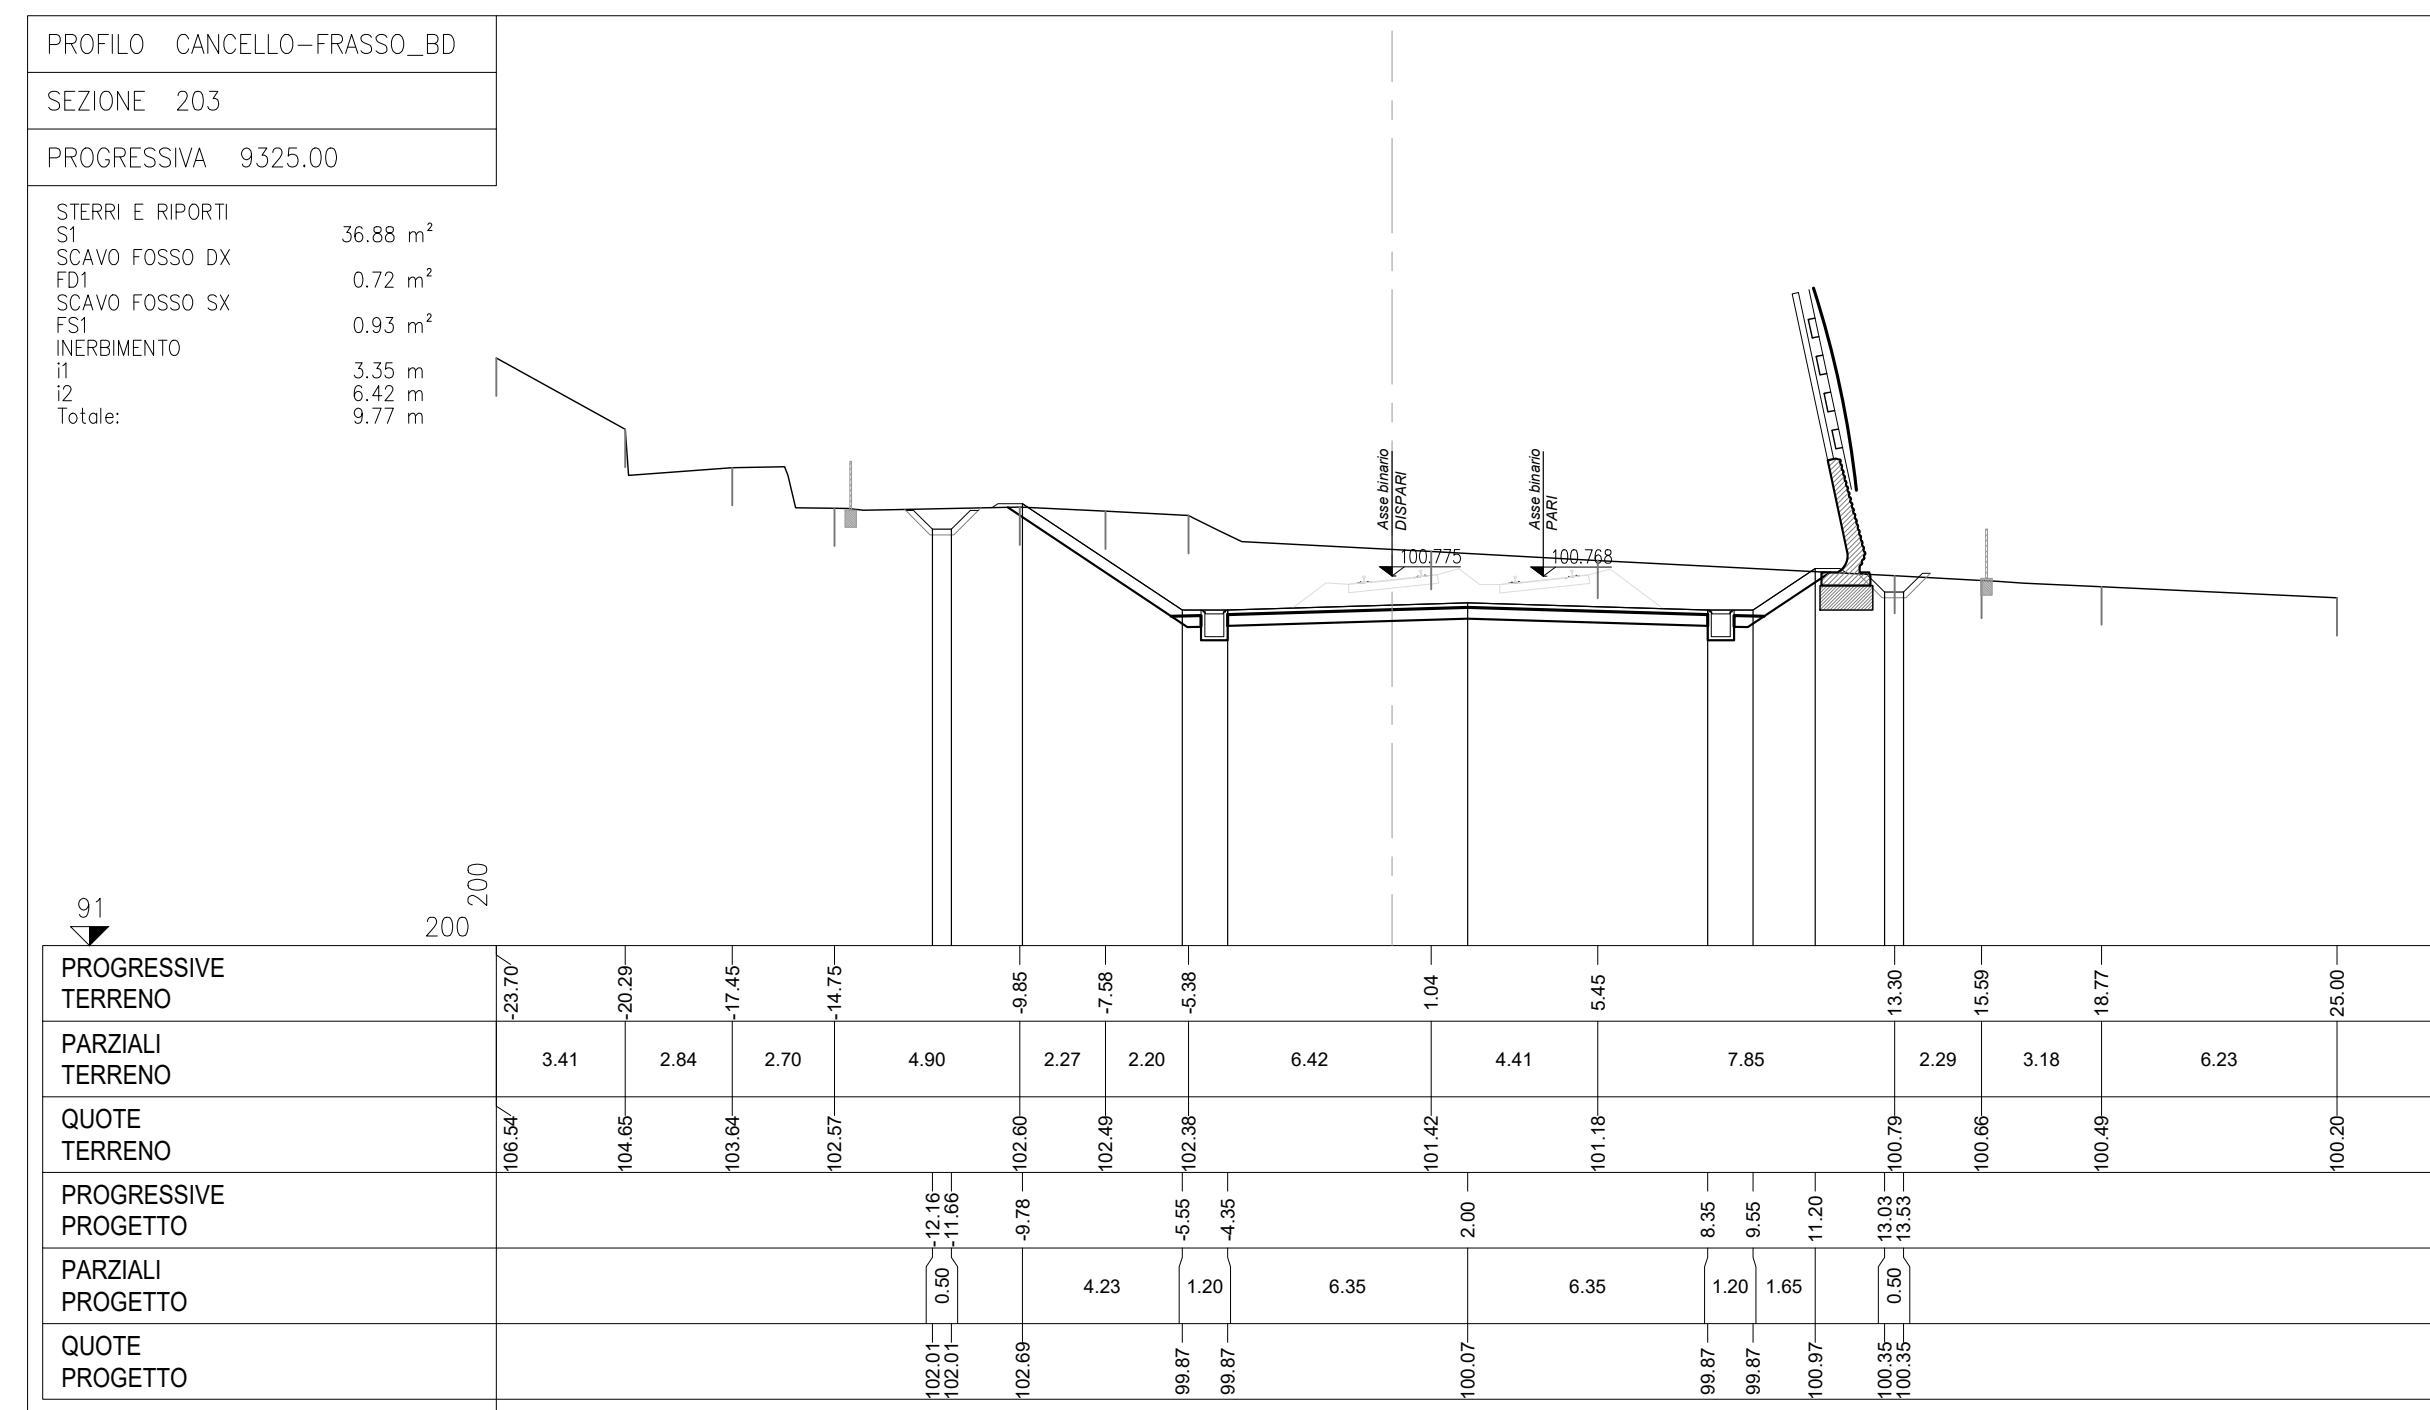 PROFILO CANCELLO-FRASSO_BD
SEZIONE 203
PROGRESSIVA 9325.00
STERRI E RIPORTI
S1 36.88 m²
SCAVO FOSSO DX
FD1 0.72 m²
SCAVO FOSSO SX
FS1 0.93 m²
INERBIMENTO
i1 3.35 m
i2 6.42 m
Totale: 9.77 m
Asse binario
DISPARI
100.775
Asse binario
PARI
100.768
91
200
200
PROGRESSIVE
TERRENO
-23.70 -20.29 -17.45 -14.75 -9.85 -7.58 -5.38 1.04 5.45 13.30 15.59 18.77 25.00
PARZIALI
TERRENO
3.41 2.84 2.70 4.90 2.27 2.20 6.42 4.41 7.85 2.29 3.18 6.23
QUOTE
TERRENO
106.54 104.65 103.64 102.57 102.60 102.49 102.38 101.42 101.18 100.79 100.66 100.49 100.20
PROGRESSIVE
PROGETTO
-12.16 -11.66 -9.78 -5.55 -4.35 2.00 8.35 9.55 11.20 13.03 13.53
PARZIALI
PROGETTO
0.50 4.23 1.20 6.35 6.35 1.20 1.65 0.50
QUOTE
PROGETTO
102.01 102.01 102.69 99.87 99.87 100.07 99.87 99.87 100.97 100.35 100.35